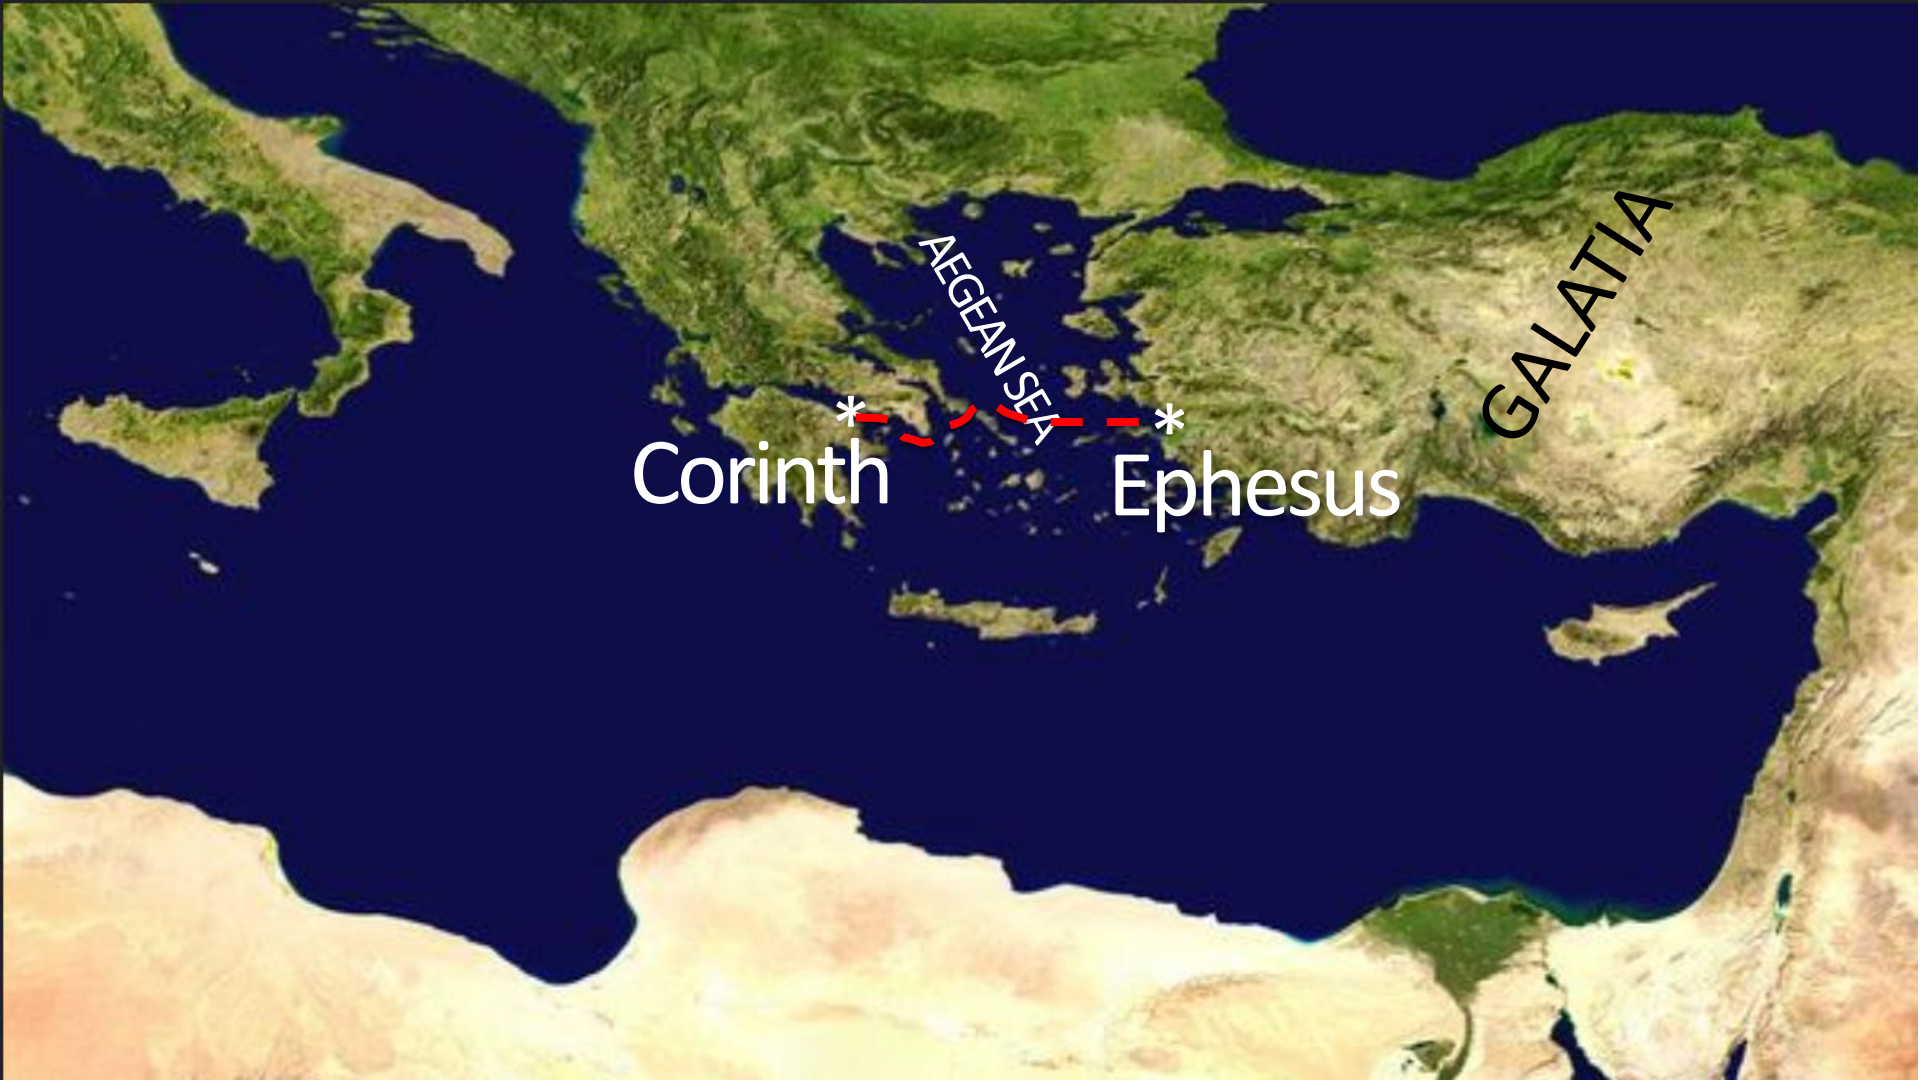 AEGEAN SEA
GALATIA
*
*
Corinth
Ephesus